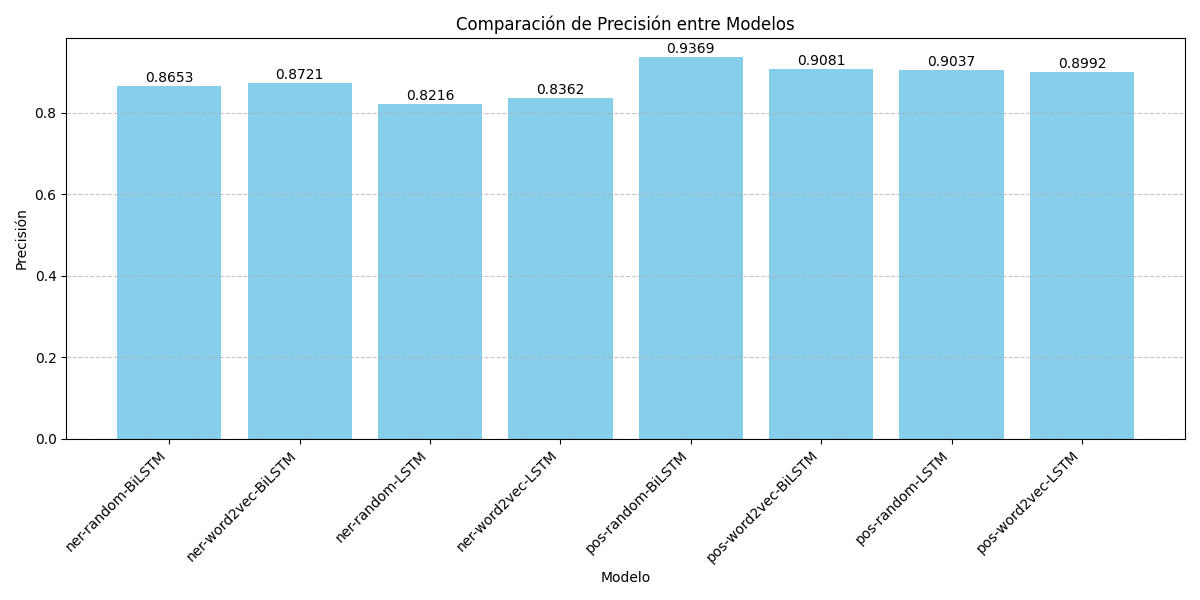 Comparación de Precisión entre Modelos
Precisión
0.8
0.6
0.4
0.2
0.0
0.8653
0.8721
0.8216
0.8362
0.9369
0.9081
0.9037
0.8992
ner-random-BiLSTM
ner-word2vec-BiLSTM
ner-random-LSTM
ner-word2vec-LSTM
pos-random-BiLSTM
pos-word2vec-BiLSTM
pos-random-LSTM
pos-word2vec-LSTM
Modelo